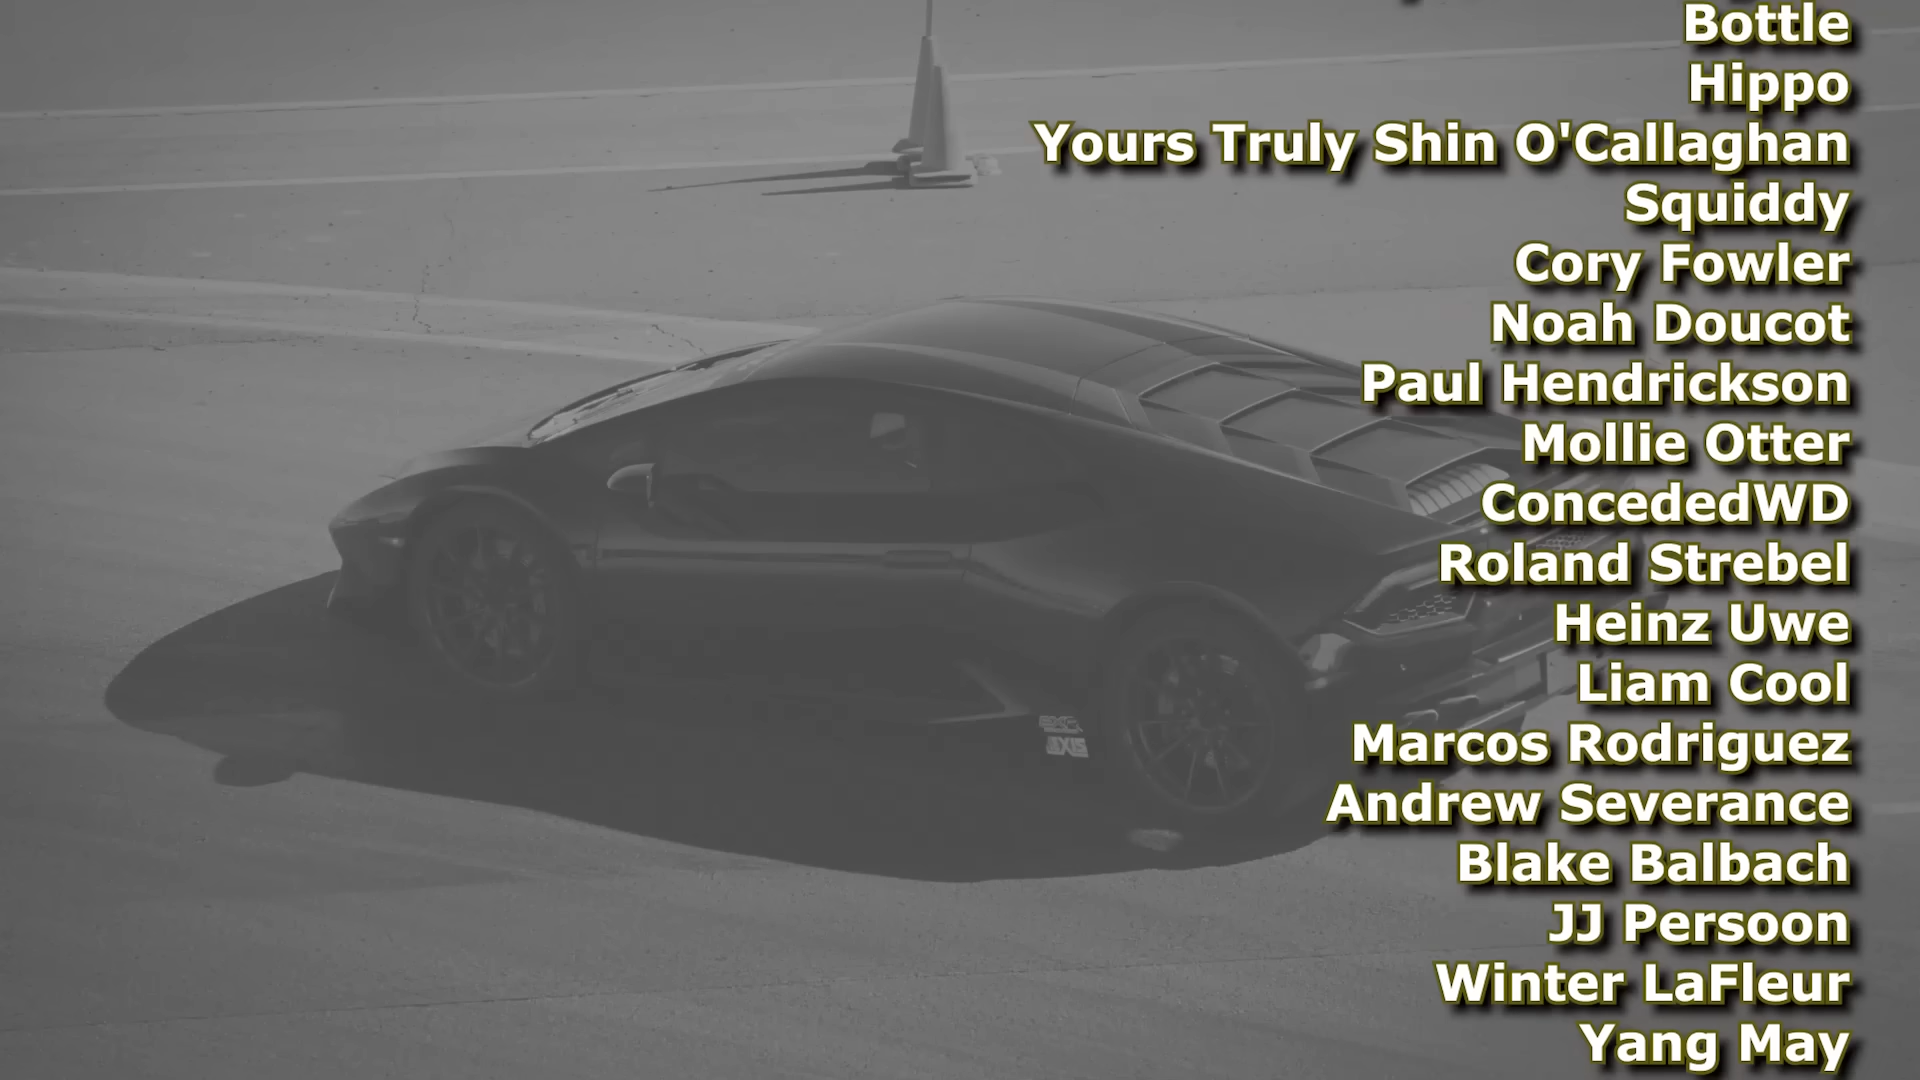 Bottle
Hippo
Yours Truly Shin O'Callaghan
Squiddy
Cory Fowler
Noah Doucot
Paul Hendrickson
Mollie Otter
ConcededWD
Roland Strebel
Heinz Uwe
Liam Cool
Marcos Rodriguez
Andrew Severance
Blake Balbach
JJ Persoon
Winter LaFleur
Yang May